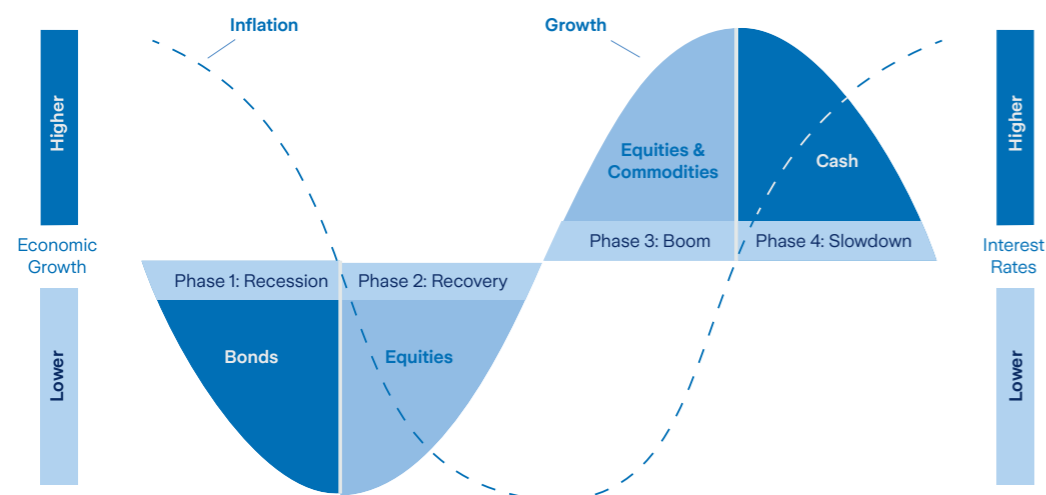 Inflation
Growth
Higher
Higher
Equities &
Commodities
Cash
Economic
Growth
Phase 3: Boom
Phase 4: Slowdown
Interest
Rates
Phase 1: Recession
Phase 2: Recovery
Bonds
Equities
Lower
Lower